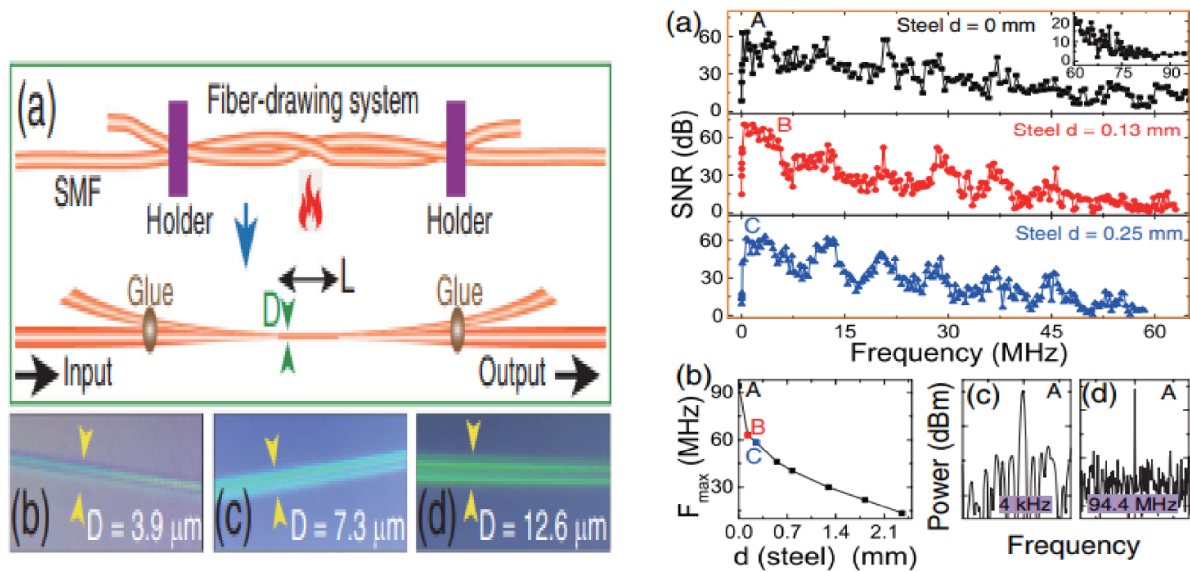 (a)
Fiber-drawing system
SMF
Holder
Holder
L
Glue
D
Glue
Input
Output
(b)
D = 3.9 μm
(c)
D = 7.3 μm
(d)
D = 12.6 μm
(a)
A
Steel d = 0 mm
60
30
0
20
10
0
60 75 90
B
Steel d = 0.13 mm
60
30
0
SNR (dB)
C
Steel d = 0.25 mm
60
30
0
0 15 30 45 60
Frequency (MHz)
(b)
A
B
C
90
60
30
Fmax (MHz)
0.0 0.7 1.4 2.1
d (steel) (mm)
(c)
A
4 kHz
(d)
A
94.4 MHz
Power (dBm)
Frequency